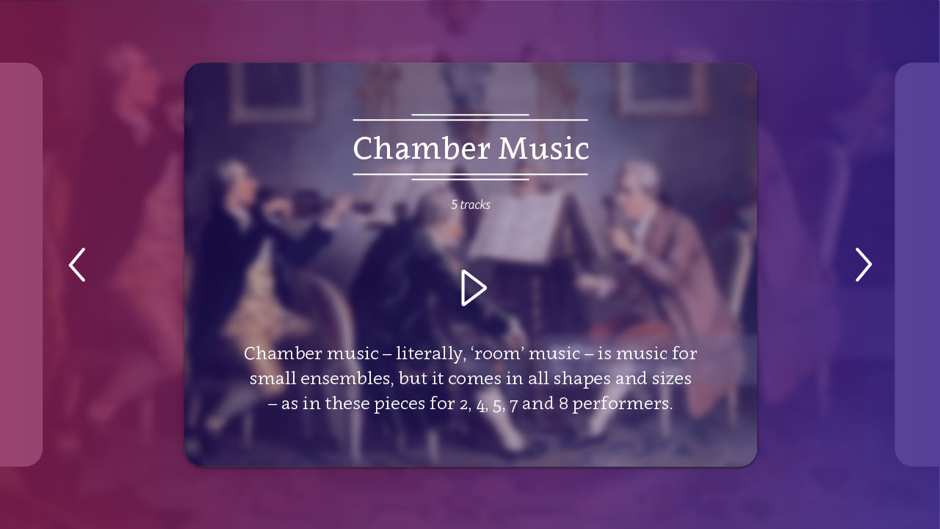 Chamber Music
5 tracks
Chamber music – literally, ‘room’ music – is music for
small ensembles, but it comes in all shapes and sizes
– as in these pieces for 2, 4, 5, 7 and 8 performers.